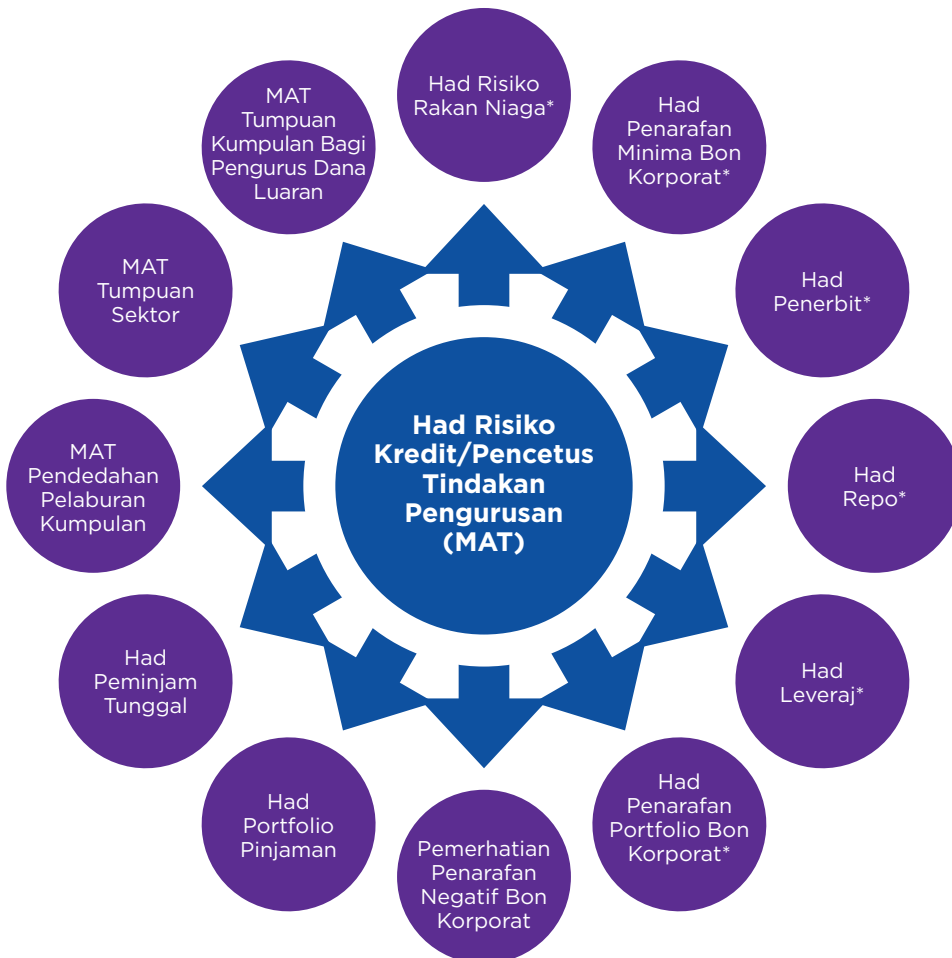 Had Risiko
Rakan Niaga*
Had
Penarafan
Minima Bon
Korporat*
Had
Penerbit*
Had
Repo*
Had
Leveraj*
Had
Penarafan
Portfolio Bon
Korporat*
Pemerhatian
Penarafan
Negatif Bon
Korporat
Had
Portfolio
Pinjaman
Had
Peminjam
Tunggal
MAT
Pendedahan
Pelaburan
Kumpulan
MAT
Tumpuan
Sektor
MAT
Tumpuan
Kumpulan Bagi
Pengurus Dana
Luaran
Had Risiko
Kredit/Pencetus
Tindakan
Pengurusan
(MAT)